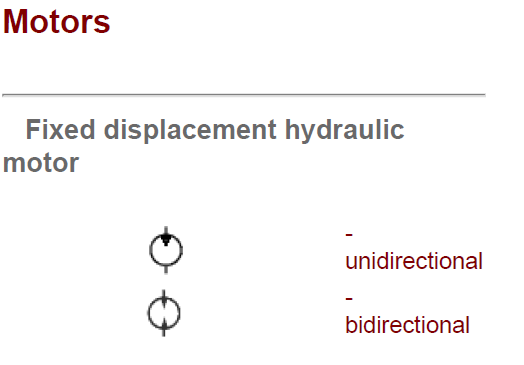 Motors
Fixed displacement hydraulic
motor
-
unidirectional
-
bidirectional